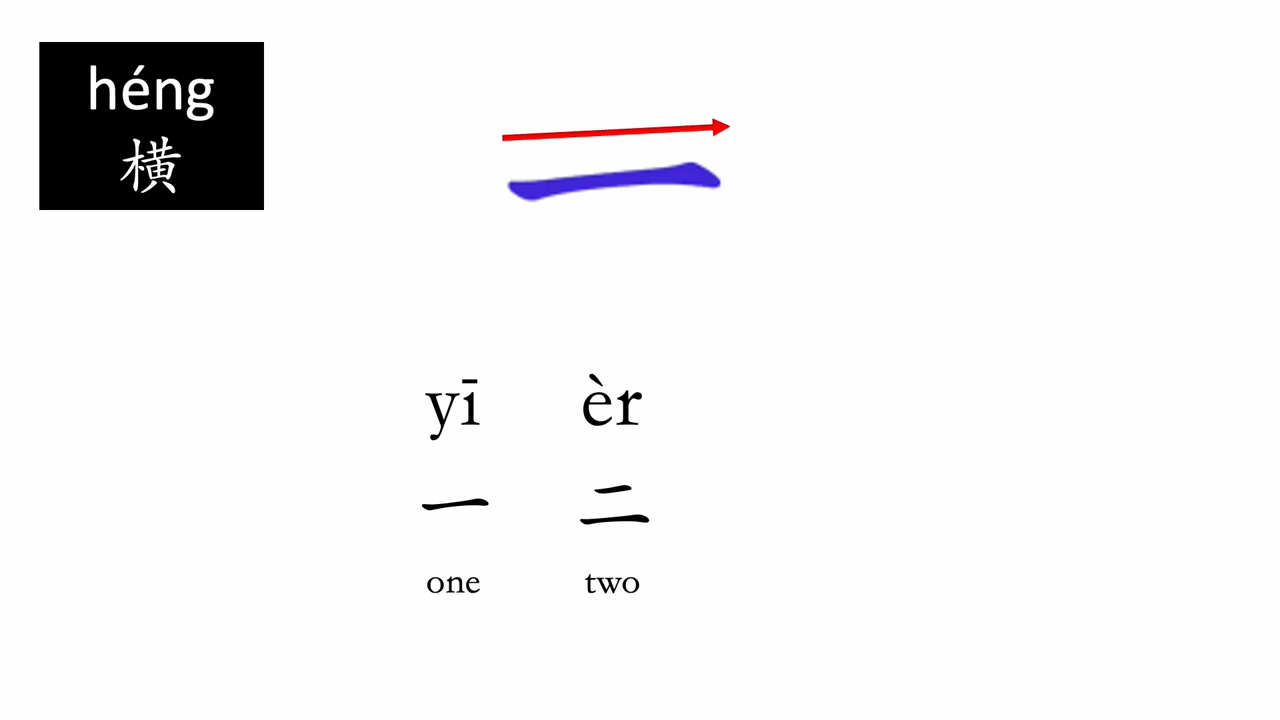 héng
横
yī èr
一 二
one two